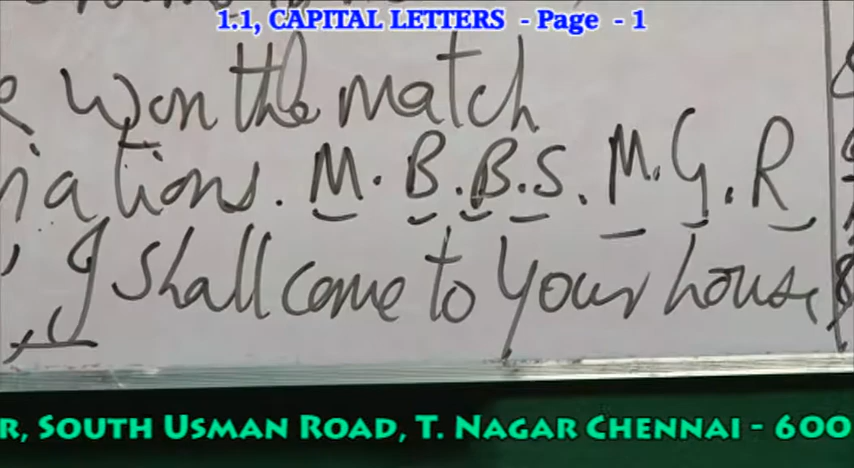 1.1, CAPITAL LETTERS - Page - 1
won the match
iations. M.B.B.S. M.G.R
I shall come to your house
R, SOUTH USMAN ROAD, T. NAGAR CHENNAI - 600